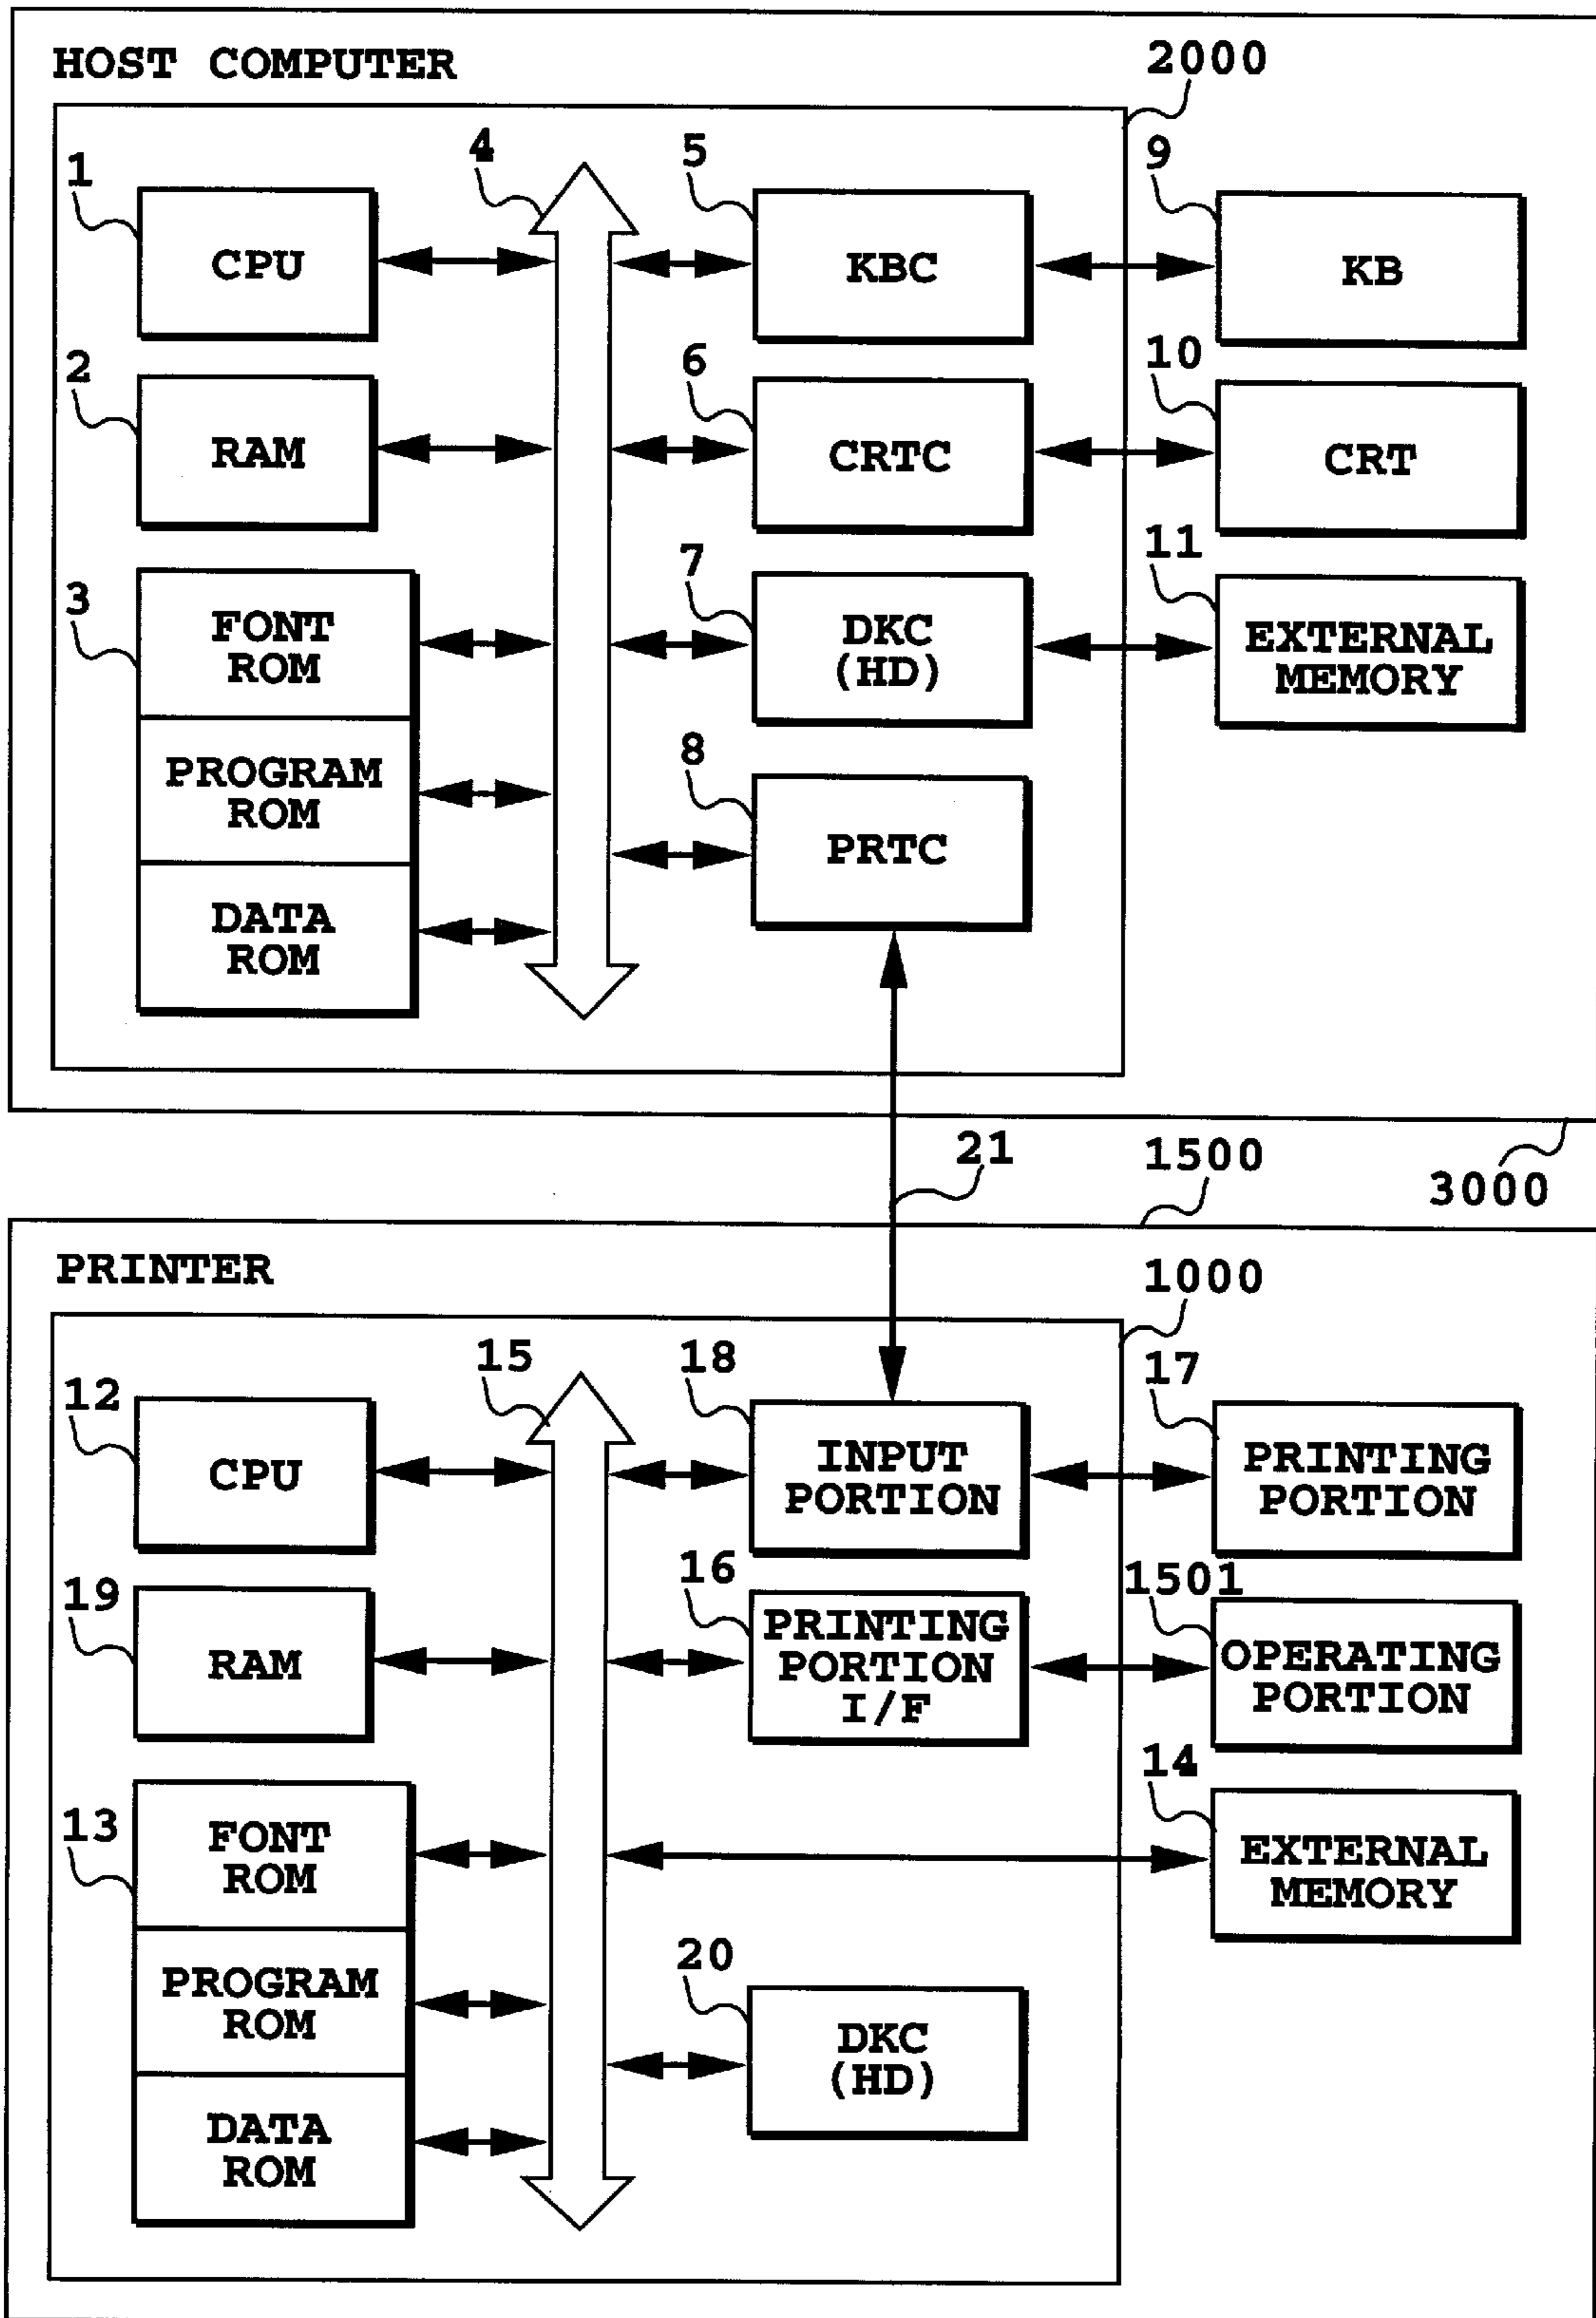 HOST COMPUTER
2000
1
4
5
9
CPU
KBC
KB
2
6
10
RAM
CRTC
CRT
3
7
11
FONT
ROM
DKC
(HD)
EXTERNAL
MEMORY
PROGRAM
ROM
8
PRTC
DATA
ROM
21
1500
3000
PRINTER
1000
12
15
18
17
CPU
INPUT
PORTION
PRINTING
PORTION
19
16
1501
RAM
PRINTING
PORTION
I/F
OPERATING
PORTION
13
14
FONT
ROM
EXTERNAL
MEMORY
PROGRAM
ROM
20
DKC
(HD)
DATA
ROM